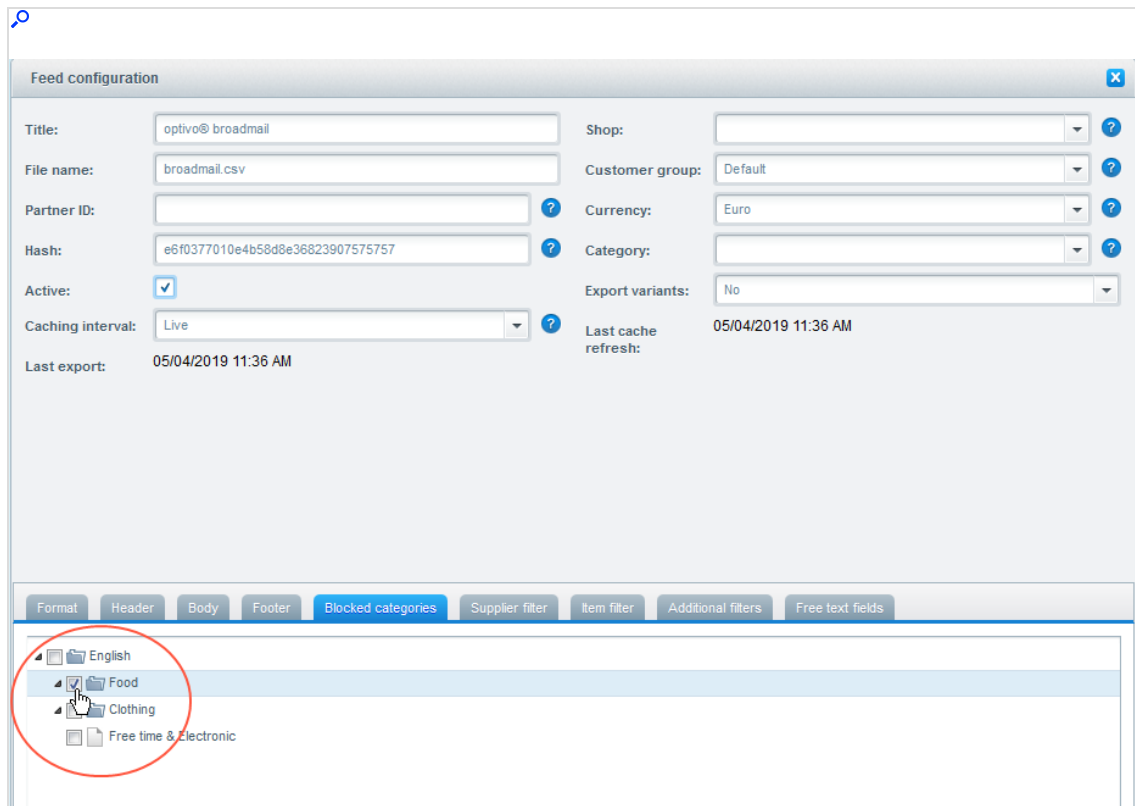 Feed configuration
Title:
optivo® broadmail
Shop:
File name:
broadmail.csv
Customer group:
Default
Partner ID:
Currency:
Euro
Hash:
e6f0377010e4b58d8e36823907575757
Category:
Active:
Export variants:
No
Caching interval:
Live
Last cache
refresh:
05/04/2019 11:36 AM
Last export:
05/04/2019 11:36 AM
Format Header Body Footer Blocked categories Supplier filter Item filter Additional filters Free text fields
English
Food
Clothing
Free time & Electronic